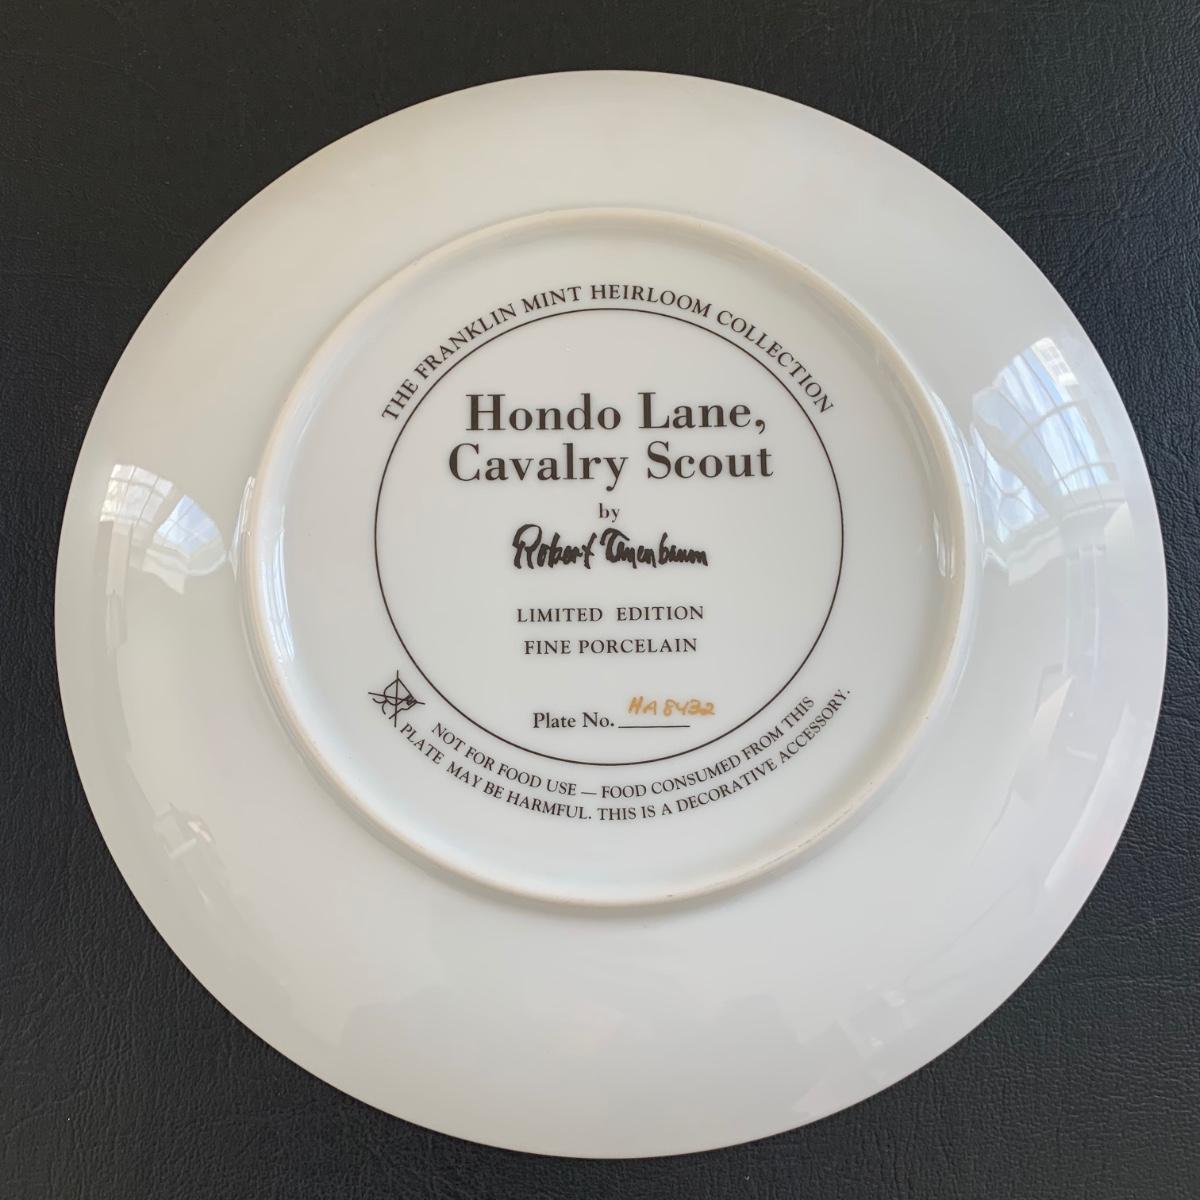 THE FRANKLIN MINT HEIRLOOM COLLECTION
Hondo Lane,
Cavalry Scout
by
Robert Tanenbaum
LIMITED EDITION
FINE PORCELAIN
Plate No. HA8432
NOT FOR FOOD USE — FOOD CONSUMED FROM THIS
PLATE MAY BE HARMFUL. THIS IS A DECORATIVE ACCESSORY.